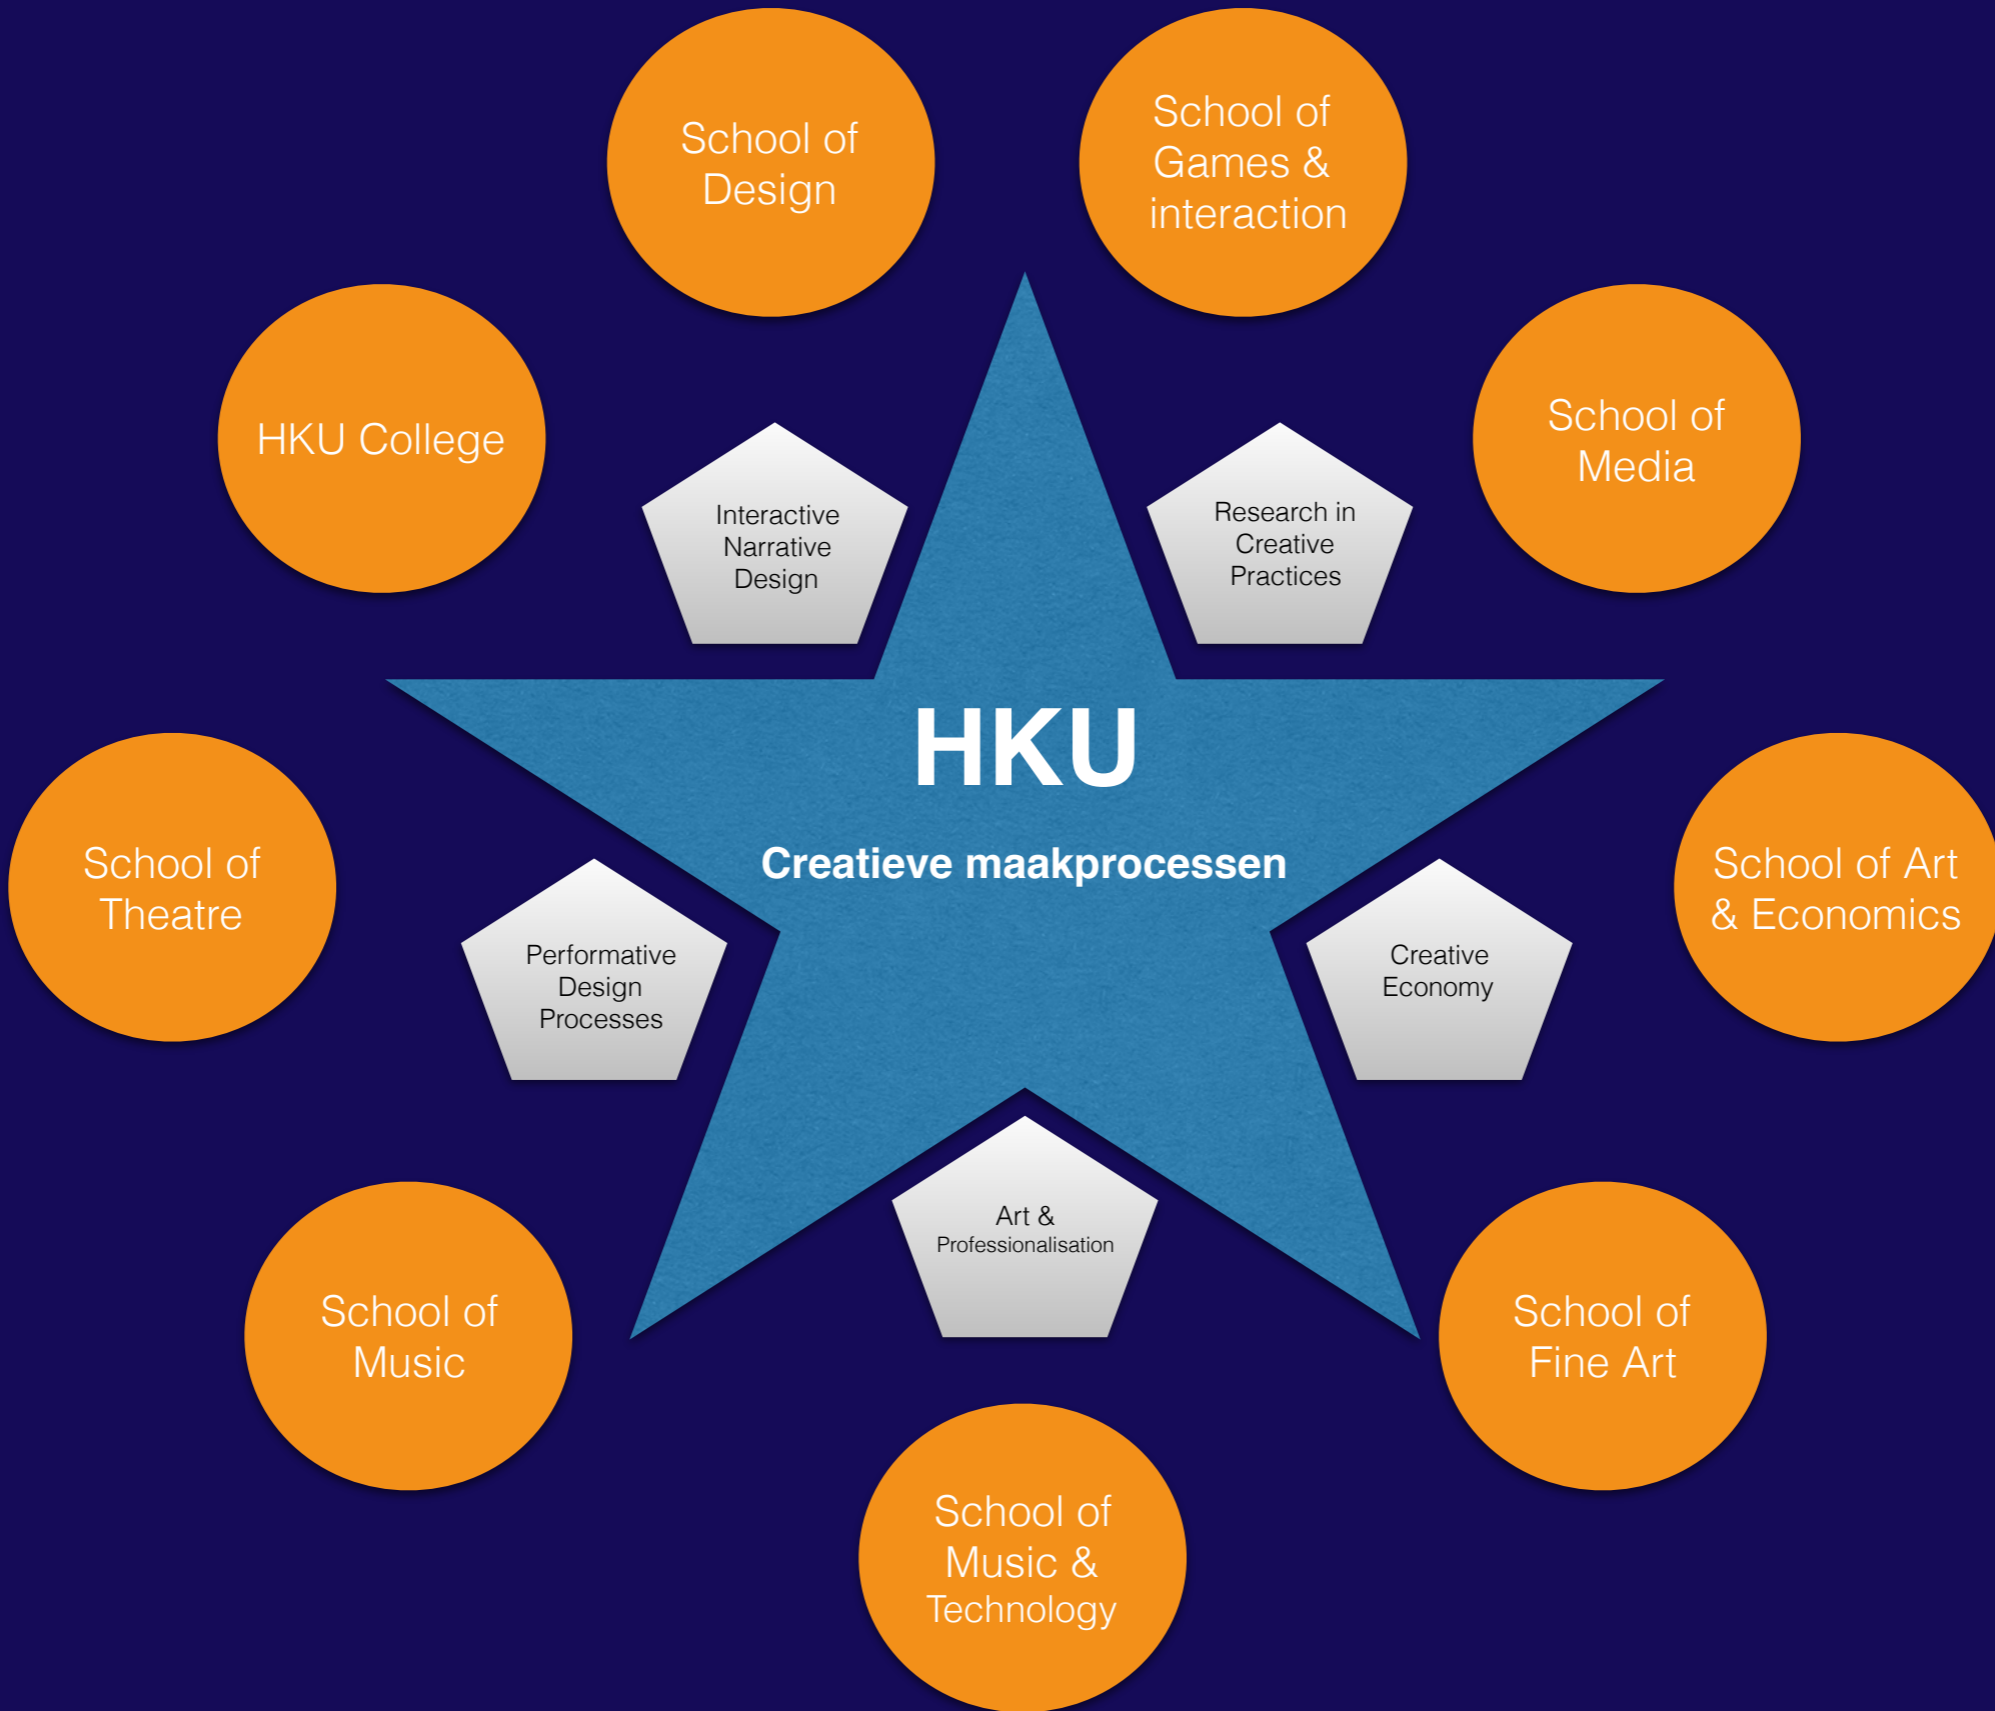 School of
Design
School of
Games &
interaction
HKU College
School of
Media
Interactive
Narrative
Design
Research in
Creative
Practices
HKU
Creatieve maakprocessen
School of
Theatre
School of Art
& Economics
Performative
Design
Processes
Creative
Economy
Art &
Professionalisation
School of
Music
School of
Fine Art
School of
Music &
Technology